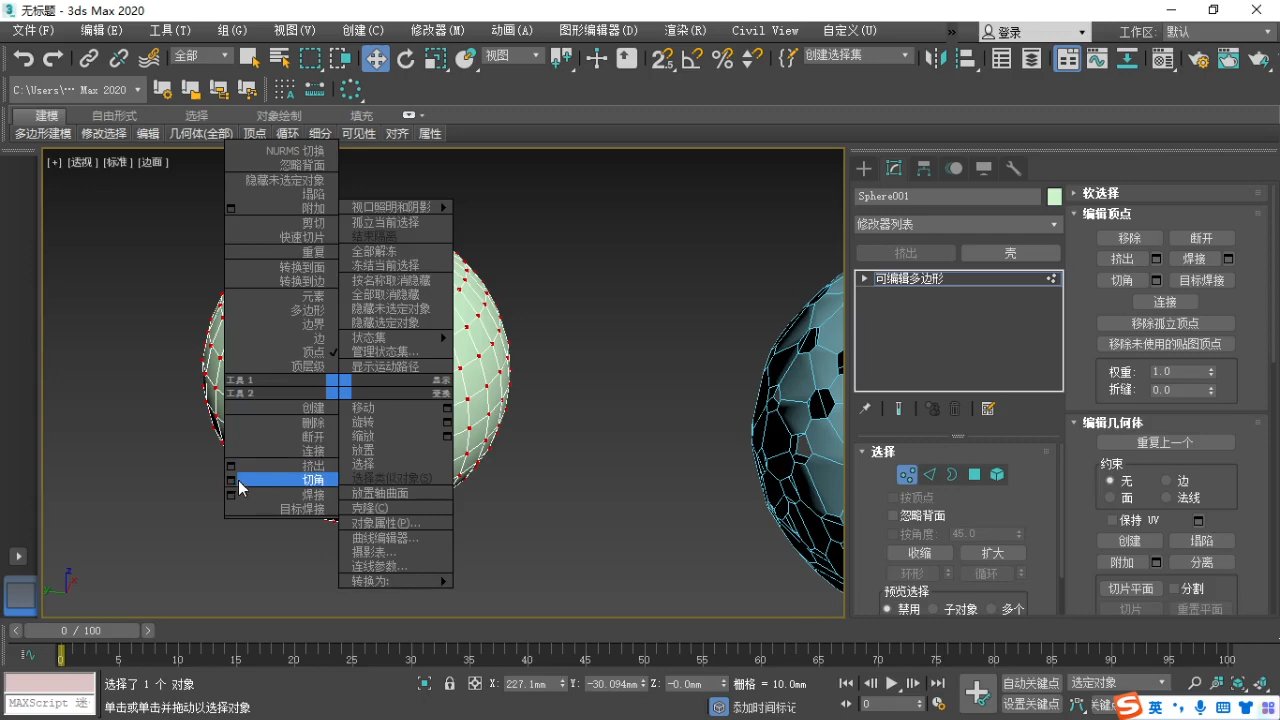 无标题 - 3ds Max 2020
文件(F) 编辑(E) 工具(T) 组(G) 视图(V) 创建(C) 修改器(M) 动画(A) 图形编辑器(D) 渲染(R) Civil View 自定义(U) » 登录 工作区: 默认
全部 视图 创建选择集
C:\Users\··· Max 2020
建模 自由形式 选择 对象绘制 填充
多边形建模 修改选择 编辑 几何体(全部) 顶点 循环 细分 可见性 对齐 属性
[+] [透视] [标准] [边面]
NURMS 切换
忽略背面
隐藏未选定对象
塌陷
附加
剪切
快速切片
重复
转换到面
转换到边
元素
多边形
边界
边
顶点
顶层级
工具 1
工具 2
创建
删除
断开
连接
挤出
切角
焊接
目标焊接
视口照明和阴影
孤立当前选择
结束隔离
全部解冻
冻结当前选择
按名称取消隐藏
全部取消隐藏
隐藏未选定对象
隐藏选定对象
状态集
管理状态集...
显示运动路径
显示
变换
移动
旋转
缩放
放置
选择
选择类似对象(S)
放置轴曲面
克隆(C)
对象属性(P)...
曲线编辑器...
摄影表...
连线参数...
转换为:
Sphere001
修改器列表
挤出 壳
可编辑多边形
选择
按顶点
忽略背面
按角度: 45.0
收缩 扩大
环形 循环
预览选择
禁用 子对象 多个
软选择
编辑顶点
移除 断开
挤出 焊接
切角 目标焊接
连接
移除孤立顶点
移除未使用的贴图顶点
权重: 1.0
折缝: 0.0
编辑几何体
重复上一个
约束
无 边
面 法线
保持 UV
创建 塌陷
附加 分离
切片平面 分割
切片 重置平面
0 / 100
0 5 10 15 20 25 30 35 40 45 50 55 60 65 70 75 80 85 90 95 100
选择了 1 个 对象
X: 227.1mm Y: -30.094mm Z: -0.0mm 栅格 = 10.0mm
自动关键点 选定对象
MAXScript 迷
单击或单击并拖动以选择对象
添加时间标记
0
设置关键点
英